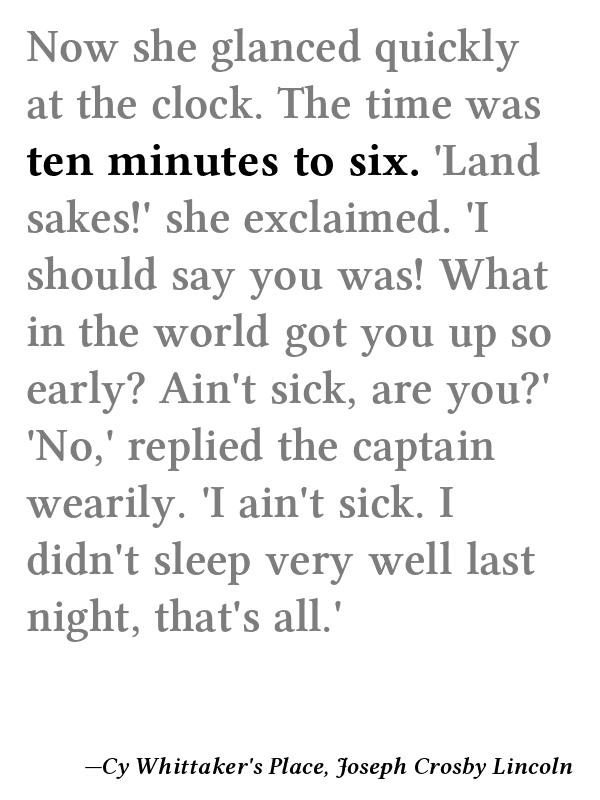 Now she glanced quickly
at the clock. The time was
ten minutes to six. 'Land
sakes!' she exclaimed. 'I
should say you was! What
in the world got you up so
early? Ain't sick, are you?'
'No,' replied the captain
wearily. 'I ain't sick. I
didn't sleep very well last
night, that's all.'
—Cy Whittaker's Place, Joseph Crosby Lincoln